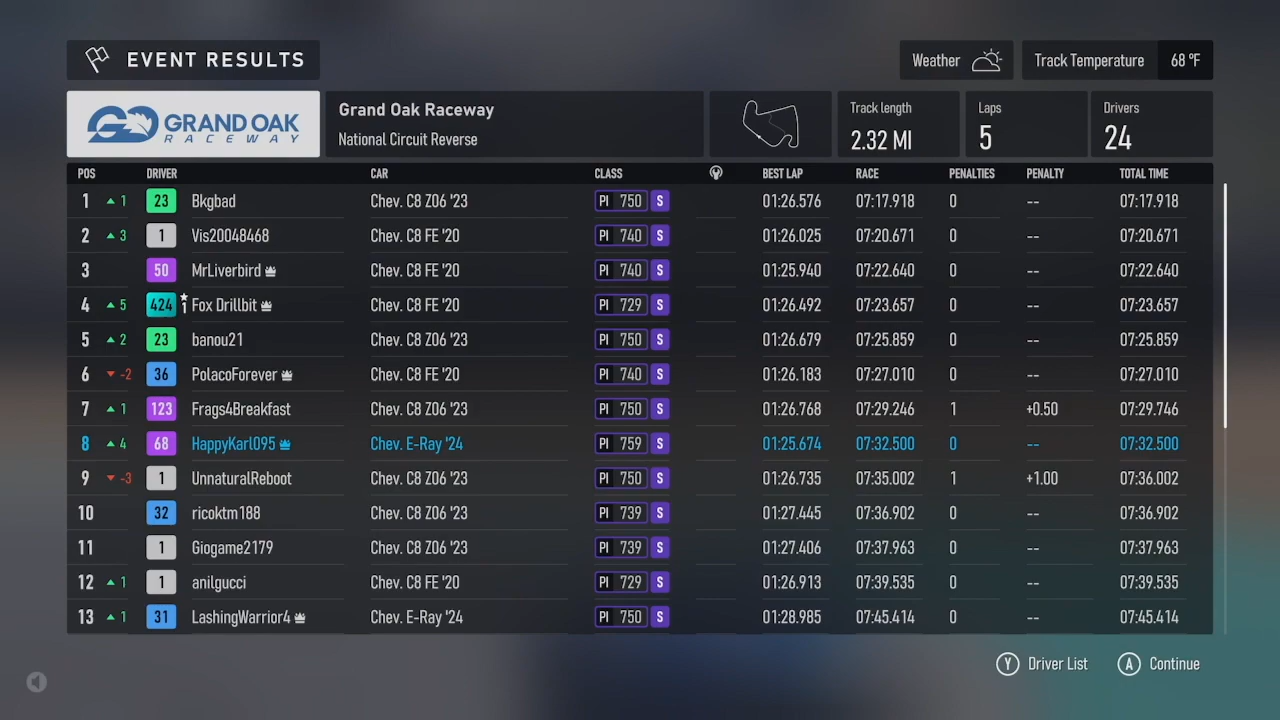 EVENT RESULTS
Weather
Track Temperature 68 °F
GRAND OAK
RACEWAY
Grand Oak Raceway
National Circuit Reverse
Track length
2.32 MI
Laps
5
Drivers
24
POS DRIVER CAR CLASS BEST LAP RACE PENALTIES PENALTY TOTAL TIME
1 ▲ 1 23 Bkgbad Chev. C8 Z06 '23 PI 750 S 01:26.576 07:17.918 0 -- 07:17.918
2 ▲ 3 1 Vis20048468 Chev. C8 FE '20 PI 740 S 01:26.025 07:20.671 0 -- 07:20.671
3 50 MrLiverbird Chev. C8 FE '20 PI 740 S 01:25.940 07:22.640 0 -- 07:22.640
4 ▲ 5 424 1 Fox Drillbit Chev. C8 FE '20 PI 729 S 01:26.492 07:23.657 0 -- 07:23.657
5 ▲ 2 23 banou21 Chev. C8 Z06 '23 PI 750 S 01:26.679 07:25.859 0 -- 07:25.859
6 ▼ -2 36 PolacoForever Chev. C8 FE '20 PI 740 S 01:26.183 07:27.010 0 -- 07:27.010
7 ▲ 1 123 Frags4Breakfast Chev. C8 Z06 '23 PI 750 S 01:26.768 07:29.246 1 +0.50 07:29.746
8 ▲ 4 68 HappyKarl095 Chev. E-Ray '24 PI 759 S 01:25.674 07:32.500 0 -- 07:32.500
9 ▼ -3 1 UnnaturalReboot Chev. C8 Z06 '23 PI 750 S 01:26.735 07:35.002 1 +1.00 07:36.002
10 32 ricoktm188 Chev. C8 Z06 '23 PI 739 S 01:27.445 07:36.902 0 -- 07:36.902
11 1 Giogame2179 Chev. C8 Z06 '23 PI 739 S 01:27.406 07:37.963 0 -- 07:37.963
12 ▲ 1 1 anilgucci Chev. C8 FE '20 PI 729 S 01:26.913 07:39.535 0 -- 07:39.535
13 ▲ 1 31 LashingWarrior4 Chev. E-Ray '24 PI 750 S 01:28.985 07:45.414 0 -- 07:45.414
Y Driver List A Continue